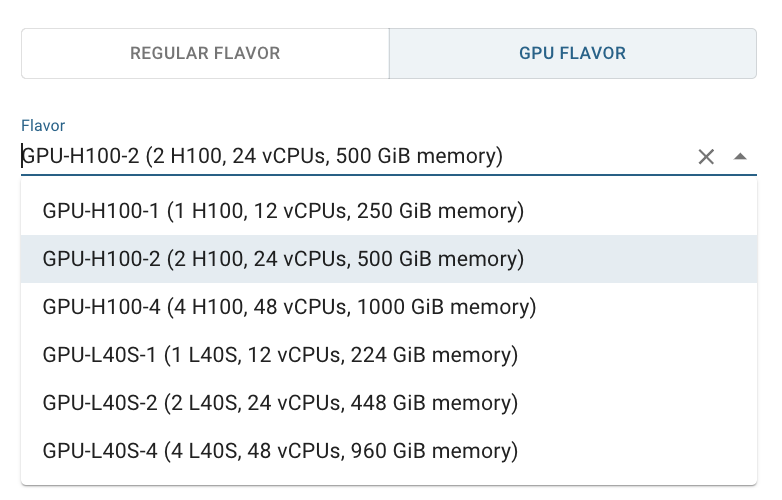 REGULAR FLAVOR
GPU FLAVOR
Flavor
GPU-H100-2 (2 H100, 24 vCPUs, 500 GiB memory)
GPU-H100-1 (1 H100, 12 vCPUs, 250 GiB memory)
GPU-H100-2 (2 H100, 24 vCPUs, 500 GiB memory)
GPU-H100-4 (4 H100, 48 vCPUs, 1000 GiB memory)
GPU-L40S-1 (1 L40S, 12 vCPUs, 224 GiB memory)
GPU-L40S-2 (2 L40S, 24 vCPUs, 448 GiB memory)
GPU-L40S-4 (4 L40S, 48 vCPUs, 960 GiB memory)